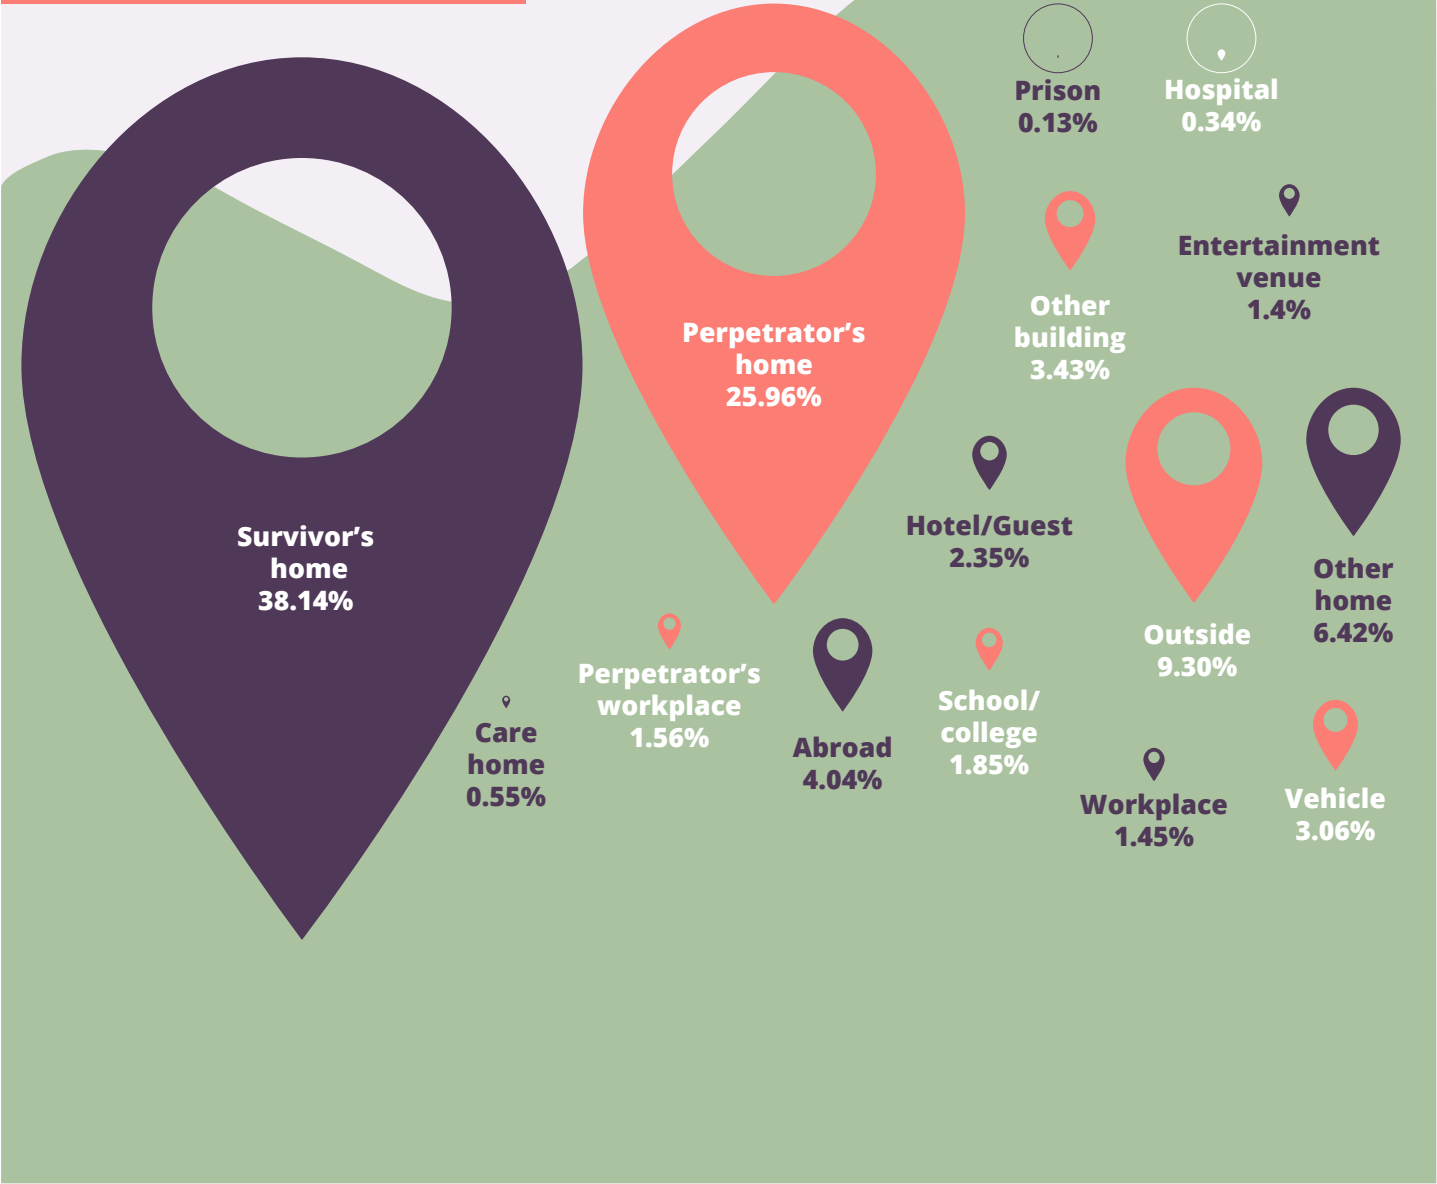 Prison
0.13%
Hospital
0.34%
Entertainment
venue
1.4%
Other
building
3.43%
Perpetrator’s
home
25.96%
Survivor’s
home
38.14%
Hotel/Guest
2.35%
Outside
9.30%
Other
home
6.42%
Perpetrator’s
workplace
1.56%
Care
home
0.55%
Abroad
4.04%
School/
college
1.85%
Workplace
1.45%
Vehicle
3.06%